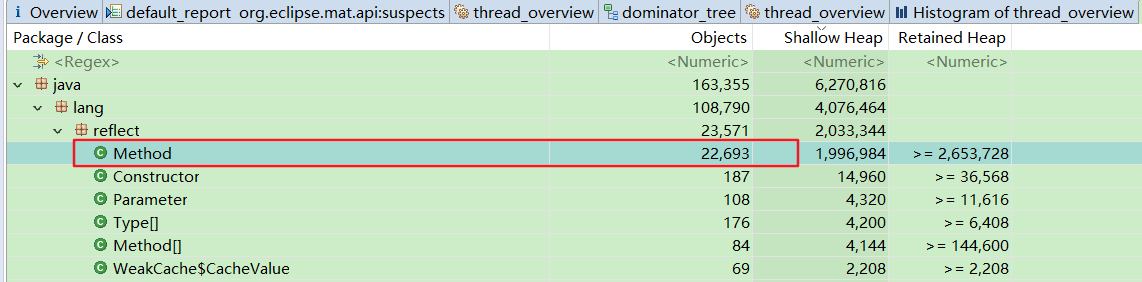 i Overview default_report org.eclipse.mat.api:suspects thread_overview dominator_tree thread_overview Histogram of thread_overview
Package / Class Objects Shallow Heap Retained Heap
<Regex> <Numeric> <Numeric> <Numeric>
java 163,355 6,270,816
lang 108,790 4,076,464
reflect 23,571 2,033,344
Method 22,693 1,996,984 >= 2,653,728
Constructor 187 14,960 >= 36,568
Parameter 108 4,320 >= 11,616
Type[] 176 4,200 >= 6,408
Method[] 84 4,144 >= 144,600
WeakCache$CacheValue 69 2,208 >= 2,208